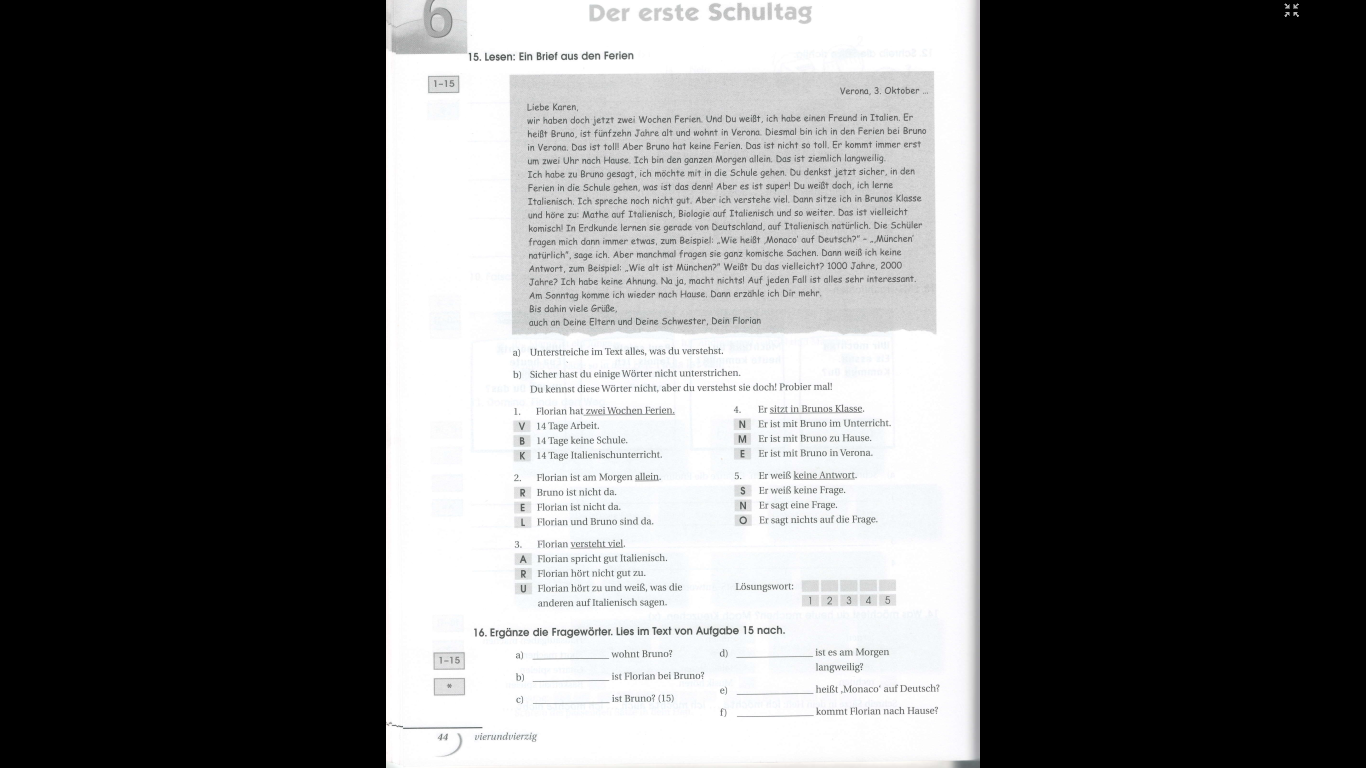 6
Der erste Schultag
15. Lesen: Ein Brief aus den Ferien
1–15
Verona, 3. Oktober ...
Liebe Karen,
wir haben doch jetzt zwei Wochen Ferien. Und Du weißt, ich habe einen Freund in Italien. Er
heißt Bruno, ist fünfzehn Jahre alt und wohnt in Verona. Diesmal bin ich in den Ferien bei Bruno
in Verona. Das ist toll! Aber Bruno hat keine Ferien. Das ist nicht so toll. Er kommt immer erst
um zwei Uhr nach Hause. Ich bin den ganzen Morgen allein. Das ist ziemlich langweilig.
Ich habe zu Bruno gesagt, ich möchte mit in die Schule gehen. Du denkst jetzt sicher, in den
Ferien in die Schule gehen, was ist das denn! Aber es ist super! Du weißt doch, ich lerne
Italienisch. Ich spreche noch nicht gut. Aber ich verstehe viel. Dann sitze ich in Brunos Klasse
und höre zu: Mathe auf Italienisch, Biologie auf Italienisch und so weiter. Das ist vielleicht
komisch! In Erdkunde lernen sie gerade von Deutschland, auf Italienisch natürlich. Die Schüler
fragen mich dann immer etwas, zum Beispiel: „Wie heißt ‚Monaco' auf Deutsch?" – „‚München'
natürlich", sage ich. Aber manchmal fragen sie ganz komische Sachen. Dann weiß ich keine
Antwort, zum Beispiel: „Wie alt ist München?" Weißt Du das vielleicht? 1000 Jahre, 2000
Jahre? Ich habe keine Ahnung. Na ja, macht nichts! Auf jeden Fall ist alles sehr interessant.
Am Sonntag komme ich wieder nach Hause. Dann erzähle ich Dir mehr.
Bis dahin viele Grüße,
auch an Deine Eltern und Deine Schwester, Dein Florian
a) Unterstreiche im Text alles, was du verstehst.
b) Sicher hast du einige Wörter nicht unterstrichen.
Du kennst diese Wörter nicht, aber du verstehst sie doch! Probier mal!
1. Florian hat zwei Wochen Ferien.
V 14 Tage Arbeit.
B 14 Tage keine Schule.
K 14 Tage Italienischunterricht.
2. Florian ist am Morgen allein.
R Bruno ist nicht da.
E Florian ist nicht da.
L Florian und Bruno sind da.
3. Florian versteht viel.
A Florian spricht gut Italienisch.
R Florian hört nicht gut zu.
U Florian hört zu und weiß, was die
anderen auf Italienisch sagen.
4. Er sitzt in Brunos Klasse.
N Er ist mit Bruno im Unterricht.
M Er ist mit Bruno zu Hause.
E Er ist mit Bruno in Verona.
5. Er weiß keine Antwort.
S Er weiß keine Frage.
N Er sagt eine Frage.
O Er sagt nichts auf die Frage.
Lösungswort:
1 2 3 4 5
16. Ergänze die Fragewörter. Lies im Text von Aufgabe 15 nach.
1–15
*
a) ______________ wohnt Bruno?
b) ______________ ist Florian bei Bruno?
c) ______________ ist Bruno? (15)
d) ______________ ist es am Morgen
langweilig?
e) ______________ heißt ‚Monaco' auf Deutsch?
f) ______________ kommt Florian nach Hause?
44 vierundvierzig